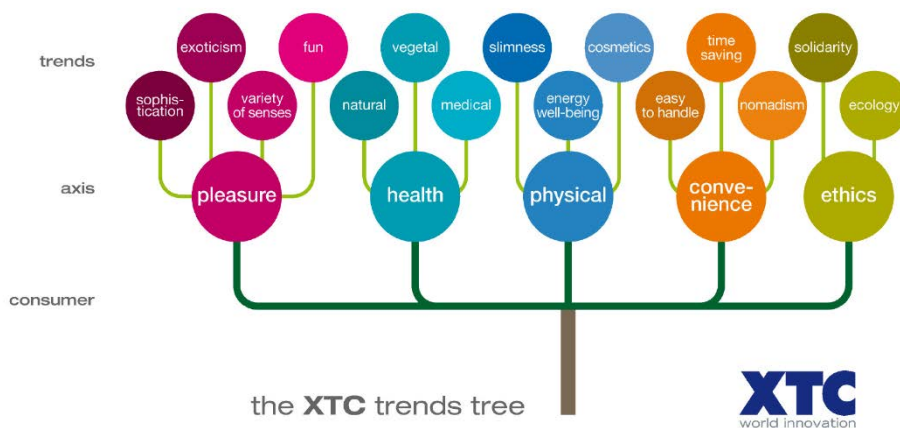 trends
exoticism
fun
vegetal
slimness
cosmetics
time
saving
solidarity
sophis-
tication
variety
of senses
natural
medical
energy
well-being
easy
to handle
nomadism
ecology
axis
pleasure
health
physical
conve-
nience
ethics
consumer
the XTC trends tree
XTC
world innovation